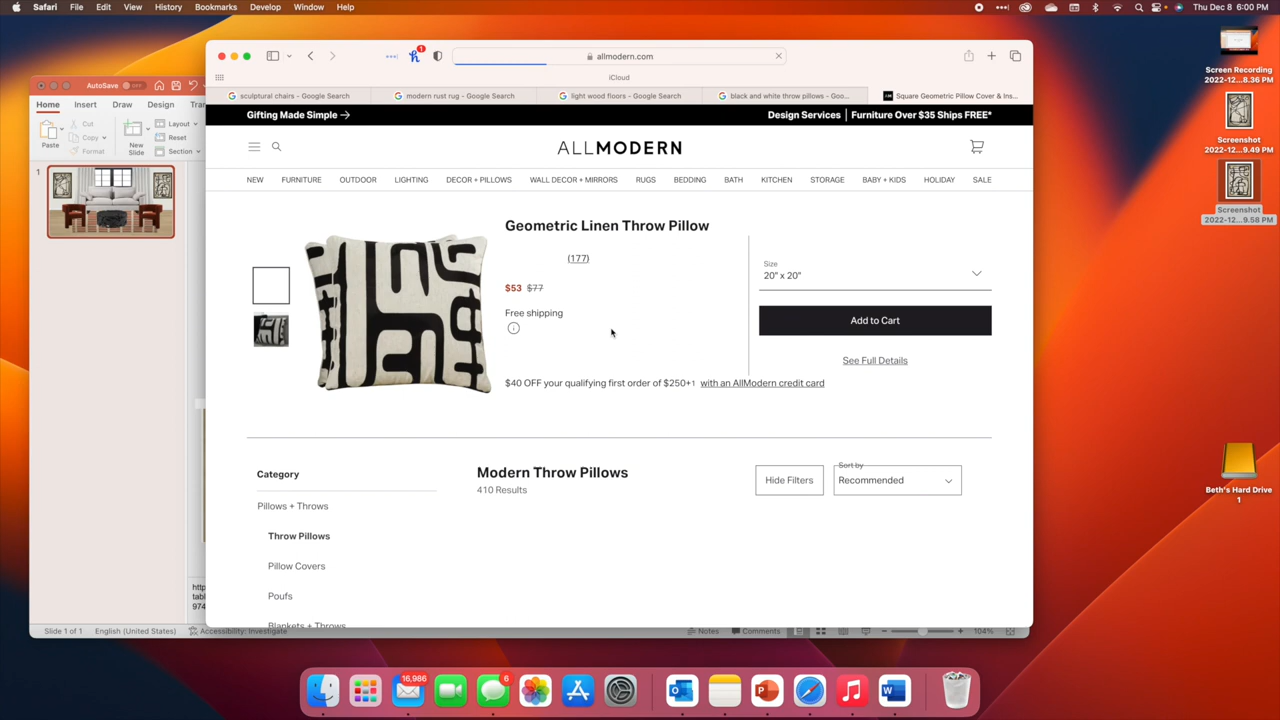 Safari File Edit View History Bookmarks Develop Window Help
Thu Dec 8 6:00 PM
AutoSave
allmodern.com
iCloud
sculptural chairs - Google Search
modern rust rug - Google Search
light wood floors - Google Search
black and white throw pillows - Goo...
Square Geometric Pillow Cover & Ins...
Home Insert Draw Design
Cut
Copy
Format
Paste
New
Slide
Layout
Reset
Section
1
Gifting Made Simple →
Design Services | Furniture Over $35 Ships FREE*
ALLMODERN
NEW FURNITURE OUTDOOR LIGHTING DECOR + PILLOWS WALL DECOR + MIRRORS RUGS BEDDING BATH KITCHEN STORAGE BABY + KIDS HOLIDAY SALE
Geometric Linen Throw Pillow
(177)
$53 $77
Free shipping
Size
20" x 20"
Add to Cart
See Full Details
$40 OFF your qualifying first order of $250+1 with an AllModern credit card
Category
Pillows + Throws
Throw Pillows
Pillow Covers
Poufs
Blankets + Throws
Modern Throw Pillows
410 Results
Hide Filters
Sort by
Recommended
Slide 1 of 1
English (United States)
Accessibility: Investigate
Notes
Comments
104%
Screen Recording
2022-12...8.36 PM
Screenshot
2022-12...9.49 PM
Screenshot
2022-12...9.58 PM
Beth's Hard Drive
1
16,986
6